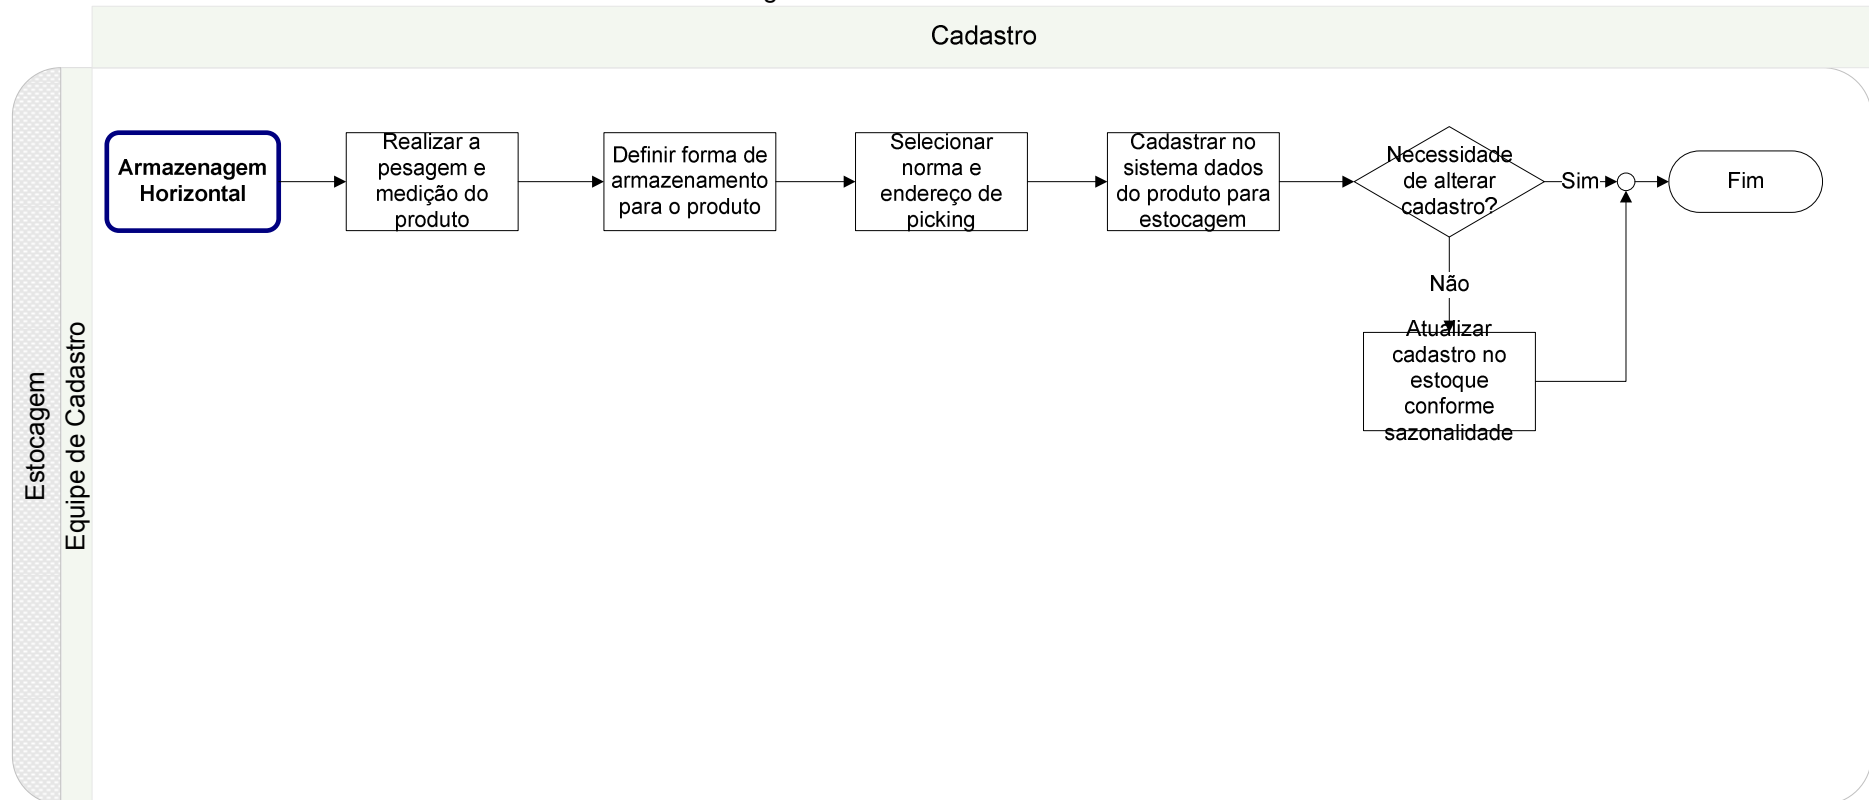 Cadastro
Estocagem
Equipe de Cadastro
Armazenagem
Horizontal
Realizar a
pesagem e
medição do
produto
Definir forma de
armazenamento
para o produto
Selecionar
norma e
endereço de
picking
Cadastrar no
sistema dados
do produto para
estocagem
Necessidade
de alterar
cadastro?
Sim
Fim
Não
Atualizar
cadastro no
estoque
conforme
sazonalidade